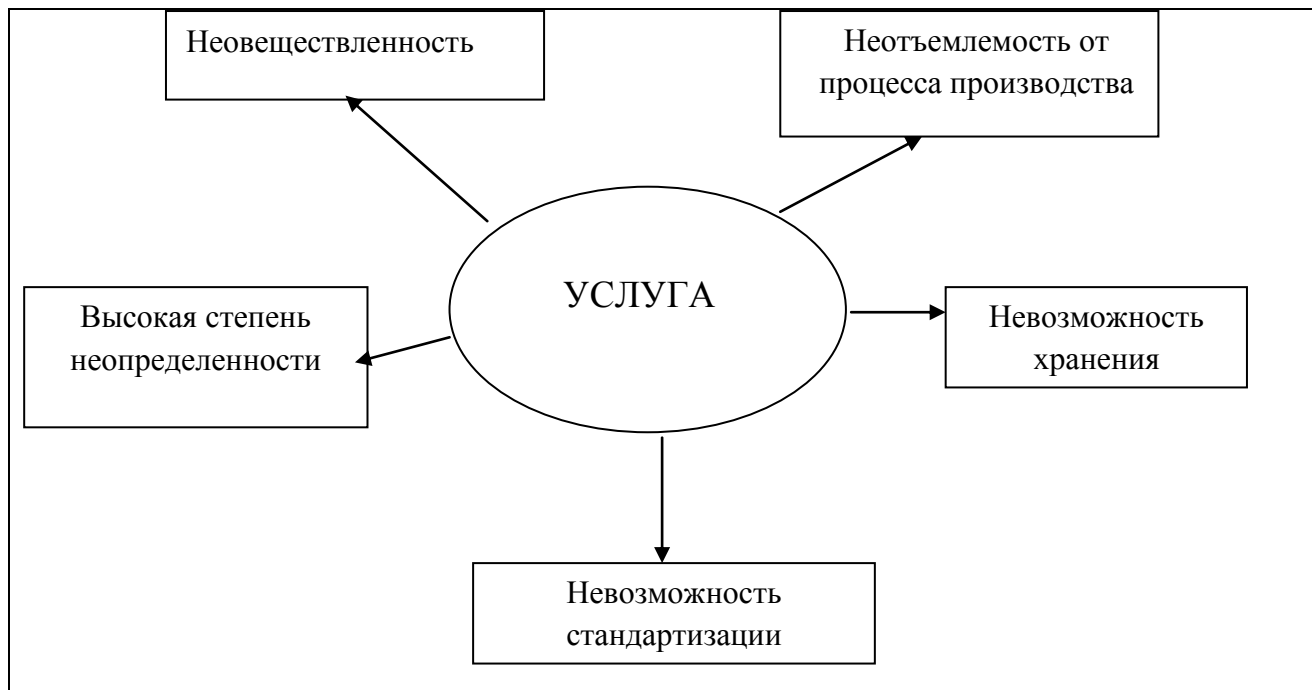 Неовеществленность
Неотъемлемость от
процесса производства
УСЛУГА
Высокая степень
неопределенности
Невозможность
хранения
Невозможность
стандартизации